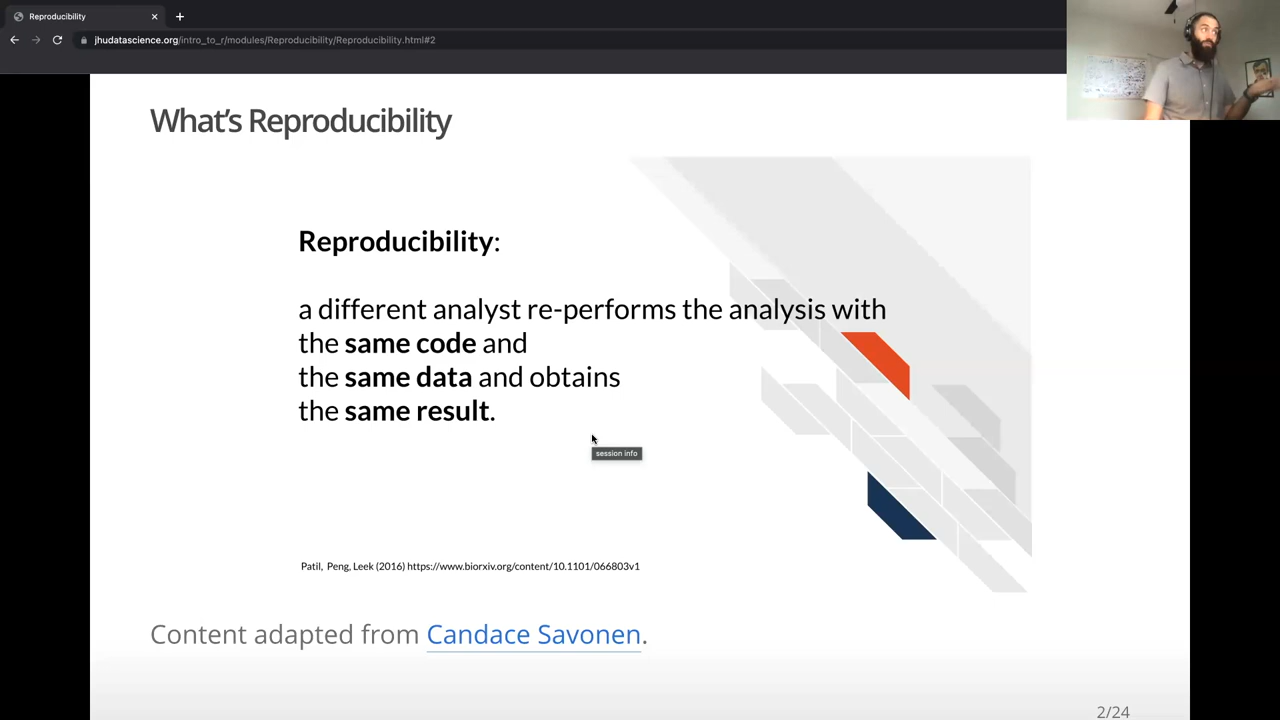 Reproducibility
jhudatascience.org/intro_to_r/modules/Reproducibility/Reproducibility.html#2
What's Reproducibility
Reproducibility:
a different analyst re-performs the analysis with
the same code and
the same data and obtains
the same result.
session info
Patil, Peng, Leek (2016) https://www.biorxiv.org/content/10.1101/066803v1
Content adapted from Candace Savonen.
2/24